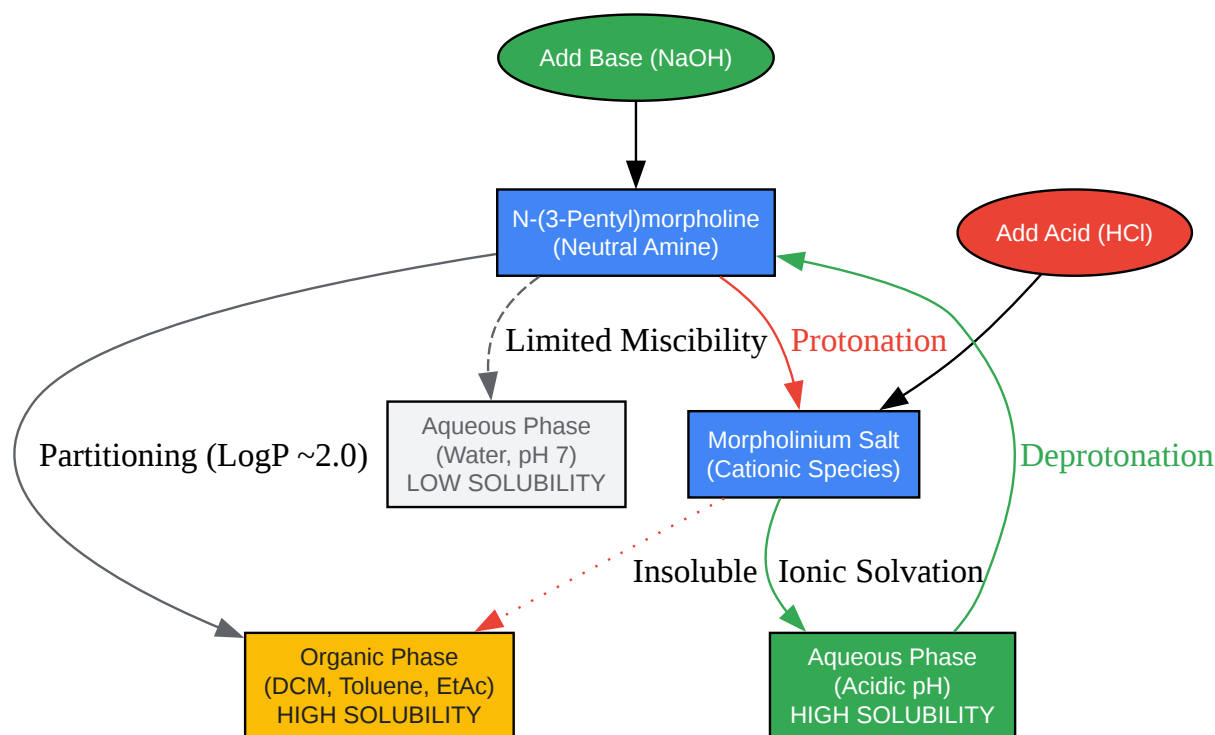 Add Base (NaOH)
N-(3-Pentyl)morpholine
(Neutral Amine)
Add Acid (HCl)
Limited Miscibility
Protonation
Aqueous Phase
(Water, pH 7)
LOW SOLUBILITY
Morpholinium Salt
(Cationic Species)
Partitioning (LogP ~2.0)
Deprotonation
Insoluble
Ionic Solvation
Organic Phase
(DCM, Toluene, EtAc)
HIGH SOLUBILITY
Aqueous Phase
(Acidic pH)
HIGH SOLUBILITY